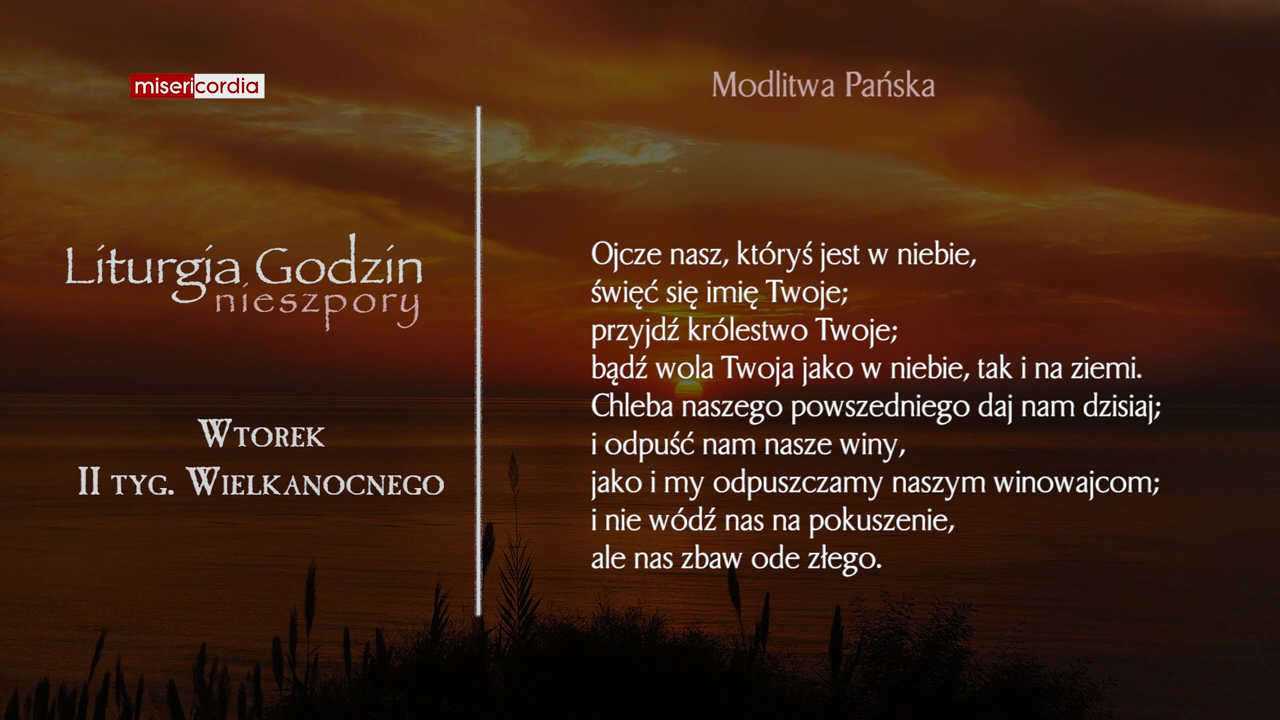 misericordia
Liturgia Godzin
nieszpory
Wtorek
II tyg. Wielkanocnego
Modlitwa Pańska
Ojcze nasz, któryś jest w niebie,
święć się imię Twoje;
przyjdź królestwo Twoje;
bądź wola Twoja jako w niebie, tak i na ziemi.
Chleba naszego powszedniego daj nam dzisiaj;
i odpuść nam nasze winy,
jako i my odpuszczamy naszym winowajcom;
i nie wódź nas na pokuszenie,
ale nas zbaw ode złego.